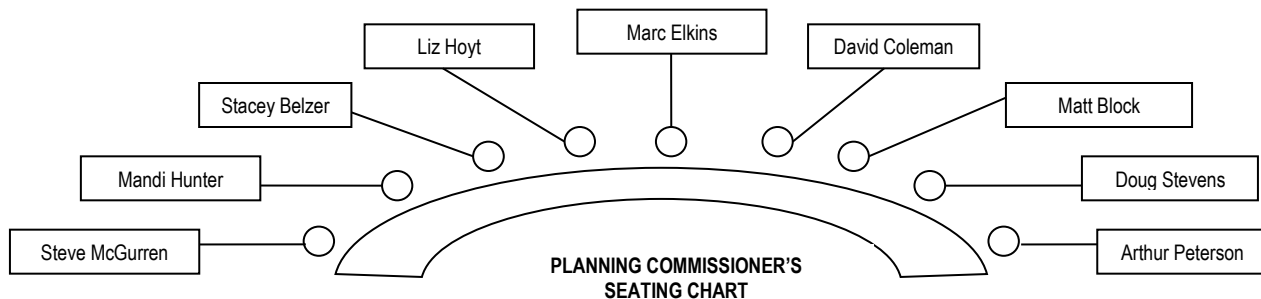 Marc Elkins
Liz Hoyt
David Coleman
Stacey Belzer
Matt Block
Mandi Hunter
Doug Stevens
Steve McGurren
Arthur Peterson
PLANNING COMMISSIONER'S
SEATING CHART